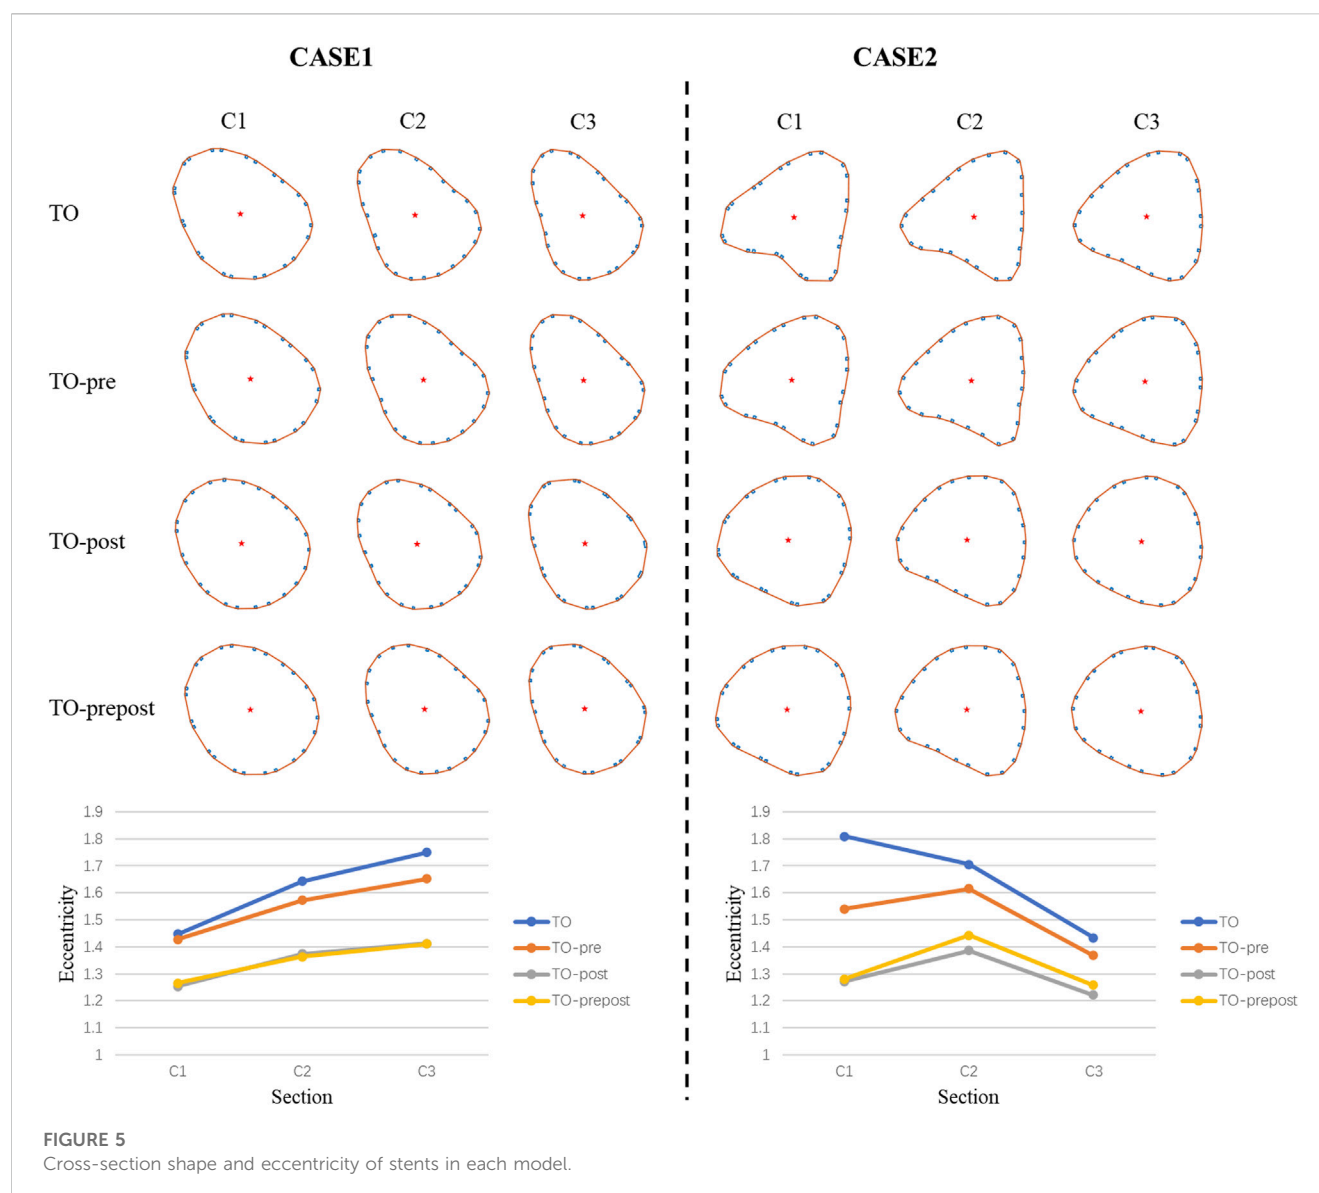 CASE1
CASE2
C1 C2 C3
C1 C2 C3
TO
TO-pre
TO-post
TO-prepost
1.9
1.8
1.7
1.6
1.5
1.4
1.3
1.2
1.1
1
Eccentricity
C1 C2 C3
Section
TO
TO-pre
TO-post
TO-prepost
1.9
1.8
1.7
1.6
1.5
1.4
1.3
1.2
1.1
1
Eccentricity
C1 C2 C3
Section
TO
TO-pre
TO-post
TO-prepost
FIGURE 5
Cross-section shape and eccentricity of stents in each model.